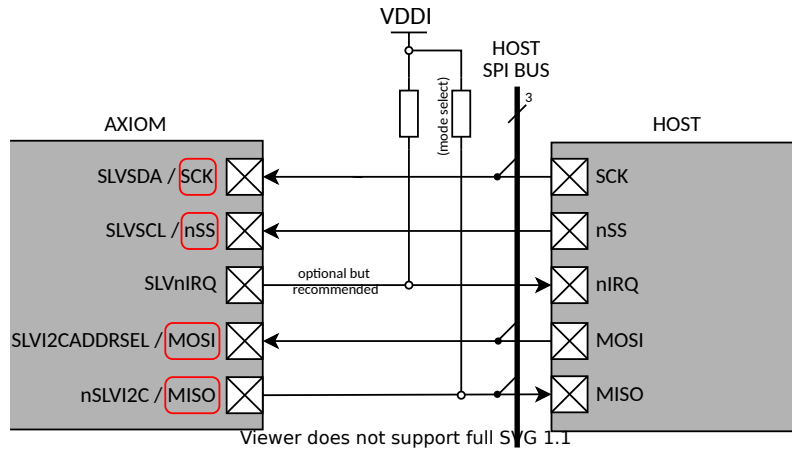 VDDI
HOST
SPI BUS
3
(mode select)
AXIOM
HOST
SLVSDA / SCK
SCK
SLVSCL / nSS
nSS
SLVnIRQ
optional but
recommended
nIRQ
SLVI2CADDRSEL / MOSI
MOSI
nSLVI2C / MISO
MISO
Viewer does not support full SVG 1.1